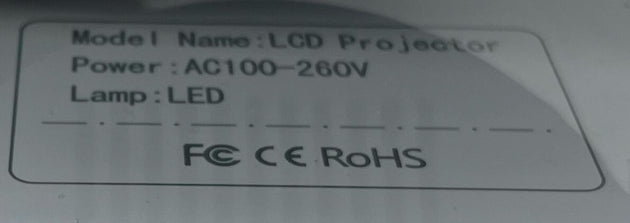 Model Name:LCD Projector
Power:AC100-260V
Lamp:LED
FC CE RoHS